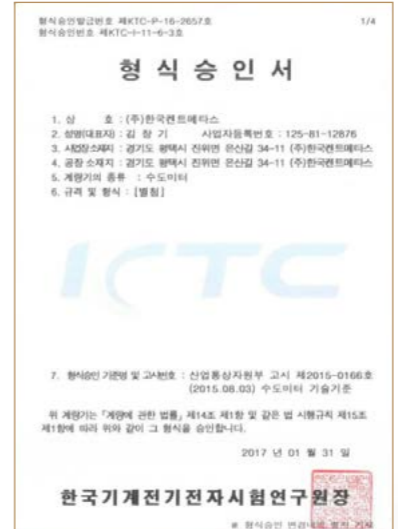 형식승인발급번호 제KTC-P-16-2657호 1/4
형식승인번호 제KTC-I-11-6-3호
형 식 승 인 서
1. 상 호 : (주)한국켄트메타스
2. 성명(대표자) : 김 창 기 사업자등록번호 : 125-81-12876
3. 사업장소재지 : 경기도 평택시 진위면 은산길 34-11 (주)한국켄트메타스
4. 공장 소재지 : 경기도 평택시 진위면 은산길 34-11 (주)한국켄트메타스
5. 계량기의 종류 : 수도미터
6. 규격 및 형식 : [별첨]
KTC
7. 형식승인 기준명 및 고시번호 : 산업통상자원부 고시 제2015-0166호
(2015.08.03) 수도미터 기술기준
위 계량기는 「계량에 관한 법률」 제14조 제1항 및 같은 법 시행규칙 제15조
제1항에 따라 위와 같이 그 형식을 승인합니다.
2017 년 01 월 31 일
한국기계전기전자시험연구원장
※ 형식승인 변경내용 별지 기재